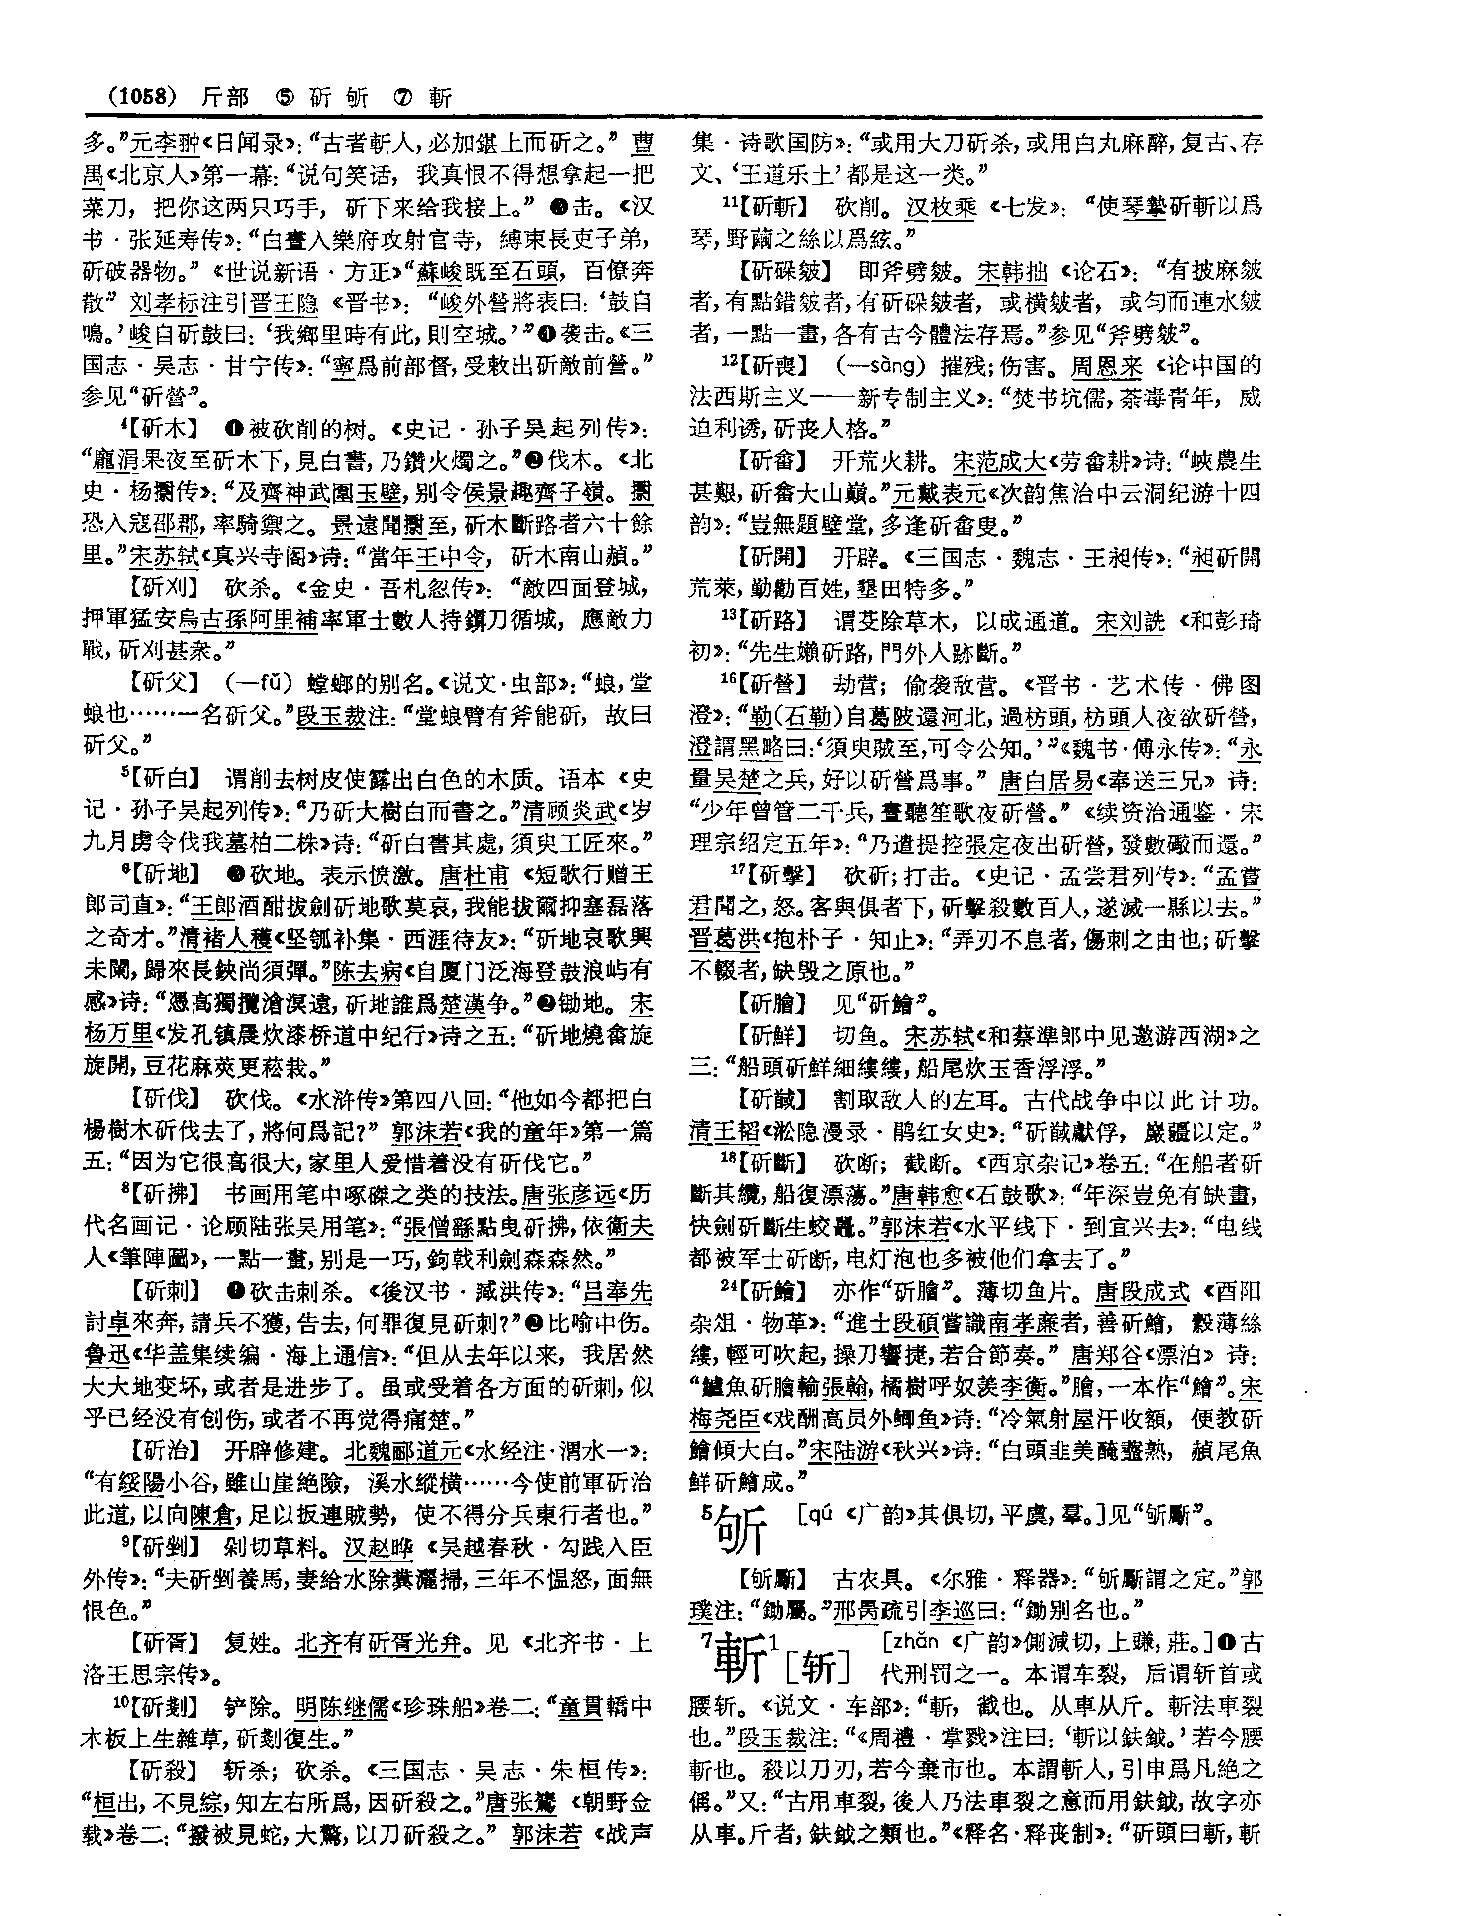 (1058) 斤部 ⑤ 斫 斪 ⑦ 斬
多。”元李翀《日闻录》：“古者斬人，必加鍖上而斫之。” 曹
禺《北京人》第一幕：“说句笑话，我真恨不得想拿起一把
菜刀，把你这两只巧手，斫下来给我接上。” ❸击。《汉
书·张延寿传》：“白晝入樂府攻射官寺，縛束長吏子弟，
斫破器物。”《世说新语·方正》“蘇峻既至石頭，百僚奔
散” 刘孝标注引晋王隐《晋书》：“峻外營將表曰：‘鼓自
鳴。’峻自斫鼓曰：‘我鄉里時有此，則空城。’”❹袭击。《三
国志·吴志·甘宁传》：“寧爲前部督，受敕出斫敵前營。”
参见“斫營”。
⁴【斫木】 ❶被砍削的树。《史记·孙子吴起列传》：
“龐涓果夜至斫木下，見白書，乃鑽火燭之。”❷伐木。《北
史·杨𢷋传》：“及齊神武圍玉壁，别令侯景趣齊子嶺。𢷋
恐入寇邵郡，率騎禦之。景遠聞𢷋至，斫木斷路者六十餘
里。”宋苏轼《真兴寺阁》诗：“當年王中令，斫木南山赪。”
【斫刈】 砍杀。《金史·吾札忽传》：“敵四面登城，
押軍猛安烏古孫阿里補率軍士數人持鑌刀循城，應敵力
戰，斫刈甚衆。”
【斫父】 （—fǔ）螳螂的别名。《说文·虫部》：“蜋，堂
蜋也……一名斫父。”段玉裁注：“堂蜋臂有斧能斫，故曰
斫父。”
⁵【斫白】 谓削去树皮使露出白色的木质。语本《史
记·孙子吴起列传》：“乃斫大樹白而書之。”清顾炎武《岁
九月虏令伐我墓柏二株》诗：“斫白書其處，須臾工匠來。”
⁶【斫地】 ❶砍地。表示愤激。唐杜甫《短歌行赠王
郎司直》：“王郎酒酣拔劍斫地歌莫哀，我能拔爾抑塞磊落
之奇才。”清褚人穫《坚瓠补集·西涯待友》：“斫地哀歌興
未闌，歸來長鋏尚須彈。”陈去病《自厦门泛海登鼓浪屿有
感》诗：“憑高獨攬滄溟遠，斫地誰爲楚漢争。”❷锄地。宋
杨万里《发孔镇晨炊漆桥道中纪行》诗之五：“斫地燒畬旋
旋開，豆花麻莢更菘栽。”
【斫伐】 砍伐。《水浒传》第四八回：“他如今都把白
楊樹木斫伐去了，將何爲記？” 郭沫若《我的童年》第一篇
五：“因为它很高很大，家里人爱惜着没有斫伐它。”
⁸【斫拂】 书画用笔中啄磔之类的技法。唐张彦远《历
代名画记·论顾陆张吴用笔》：“張僧繇點曳斫拂，依衛夫
人《筆陣圖》，一點一畫，别是一巧，鈎戟利劍森森然。”
【斫刺】 ❶砍击刺杀。《後汉书·臧洪传》：“吕奉先
討卓來奔，請兵不獲，告去，何罪復見斫刺？”❷比喻中伤。
鲁迅《华盖集续编·海上通信》：“但从去年以来，我居然
大大地变坏，或者是进步了。虽或受着各方面的斫刺，似
乎已经没有创伤，或者不再觉得痛楚。”
【斫治】 开辟修建。北魏郦道元《水经注·渭水一》：
“有綏陽小谷，雖山崖絶險，溪水縱横……今使前軍斫治
此道，以向陳倉，足以扳連賊勢，使不得分兵東行者也。”
⁹【斫剉】 剁切草料。汉赵晔《吴越春秋·勾践入臣
外传》：“夫斫剉養馬，妻給水除糞灑掃，三年不愠怒，面無
恨色。”
【斫胥】 复姓。北齐有斫胥光弁。见《北齐书·上
洛王思宗传》。
¹⁰【斫剗】 铲除。明陈继儒《珍珠船》卷二：“童貫轎中
木板上生雜草，斫剗復生。”
【斫殺】 斩杀；砍杀。《三国志·吴志·朱桓传》：
“桓出，不見綜，知左右所爲，因斫殺之。”唐张鷟《朝野佥
载》卷二：“撥被見蛇，大驚，以刀斫殺之。” 郭沫若《战声
集·诗歌国防》：“或用大刀斫杀，或用白丸麻醉，复古、存
文、‘王道乐土’都是这一类。”
¹¹【斫斬】 砍削。汉枚乘《七发》：“使琴摯斫斬以爲
琴，野繭之絲以爲絃。”
【斫硺皴】 即斧劈皴。宋韩拙《论石》：“有披麻皴
者，有點錯皴者，有斫硺皴者，或横皴者，或匀而連水皴
者，一點一畫，各有古今體法存焉。”参见“斧劈皴”。
¹²【斫喪】 （—sàng）摧残；伤害。周恩来《论中国的
法西斯主义——新专制主义》：“焚书坑儒，荼毒青年，威
迫利诱，斫丧人格。”
【斫畬】 开荒火耕。宋范成大《劳畬耕》诗：“峽農生
甚艱，斫畬大山巔。”元戴表元《次韵焦治中云洞纪游十四
韵》：“豈無題壁堂，多逢斫畬叟。”
【斫開】 开辟。《三国志·魏志·王昶传》：“昶斫開
荒萊，勤勸百姓，墾田特多。”
¹³【斫路】 谓芟除草木，以成通道。宋刘詵《和彭琦
初》：“先生嬾斫路，門外人跡斷。”
¹⁶【斫營】 劫营；偷袭敌营。《晋书·艺术传·佛图
澄》：“勒(石勒)自葛陂還河北，過枋頭，枋頭人夜欲斫營，
澄謂黑略曰：‘須臾賊至，可令公知。’”《魏书·傅永传》：“永
量吴楚之兵，好以斫營爲事。” 唐白居易《奉送三兄》诗：
“少年曾管二千兵，晝聽笙歌夜斫營。”《续资治通鉴·宋
理宗绍定五年》：“乃遣提控張定夜出斫營，發數礮而還。”
¹⁷【斫擊】 砍斫；打击。《史记·孟尝君列传》：“孟嘗
君聞之，怒。客與俱者下，斫擊殺數百人，遂滅一縣以去。”
晋葛洪《抱朴子·知止》：“弄刃不息者，傷刺之由也；斫擊
不輟者，缺毁之原也。”
【斫膾】 见“斫鱠”。
【斫鮮】 切鱼。宋苏轼《和蔡準郎中见邀游西湖》之
三：“船頭斫鮮細縷縷，船尾炊玉香浮浮。”
【斫馘】 割取敌人的左耳。古代战争中以此计功。
清王韬《淞隐漫录·鹃红女史》：“斫馘獻俘，巖疆以定。”
¹⁸【斫斷】 砍断；截断。《西京杂记》卷五：“在船者斫
斷其纜，船復漂蕩。”唐韩愈《石鼓歌》：“年深豈免有缺畫，
快劍斫斷生蛟鼉。”郭沫若《水平线下·到宜兴去》：“电线
都被军士斫断，电灯泡也多被他们拿去了。”
²⁴【斫鱠】 亦作“斫膾”。薄切鱼片。唐段成式《酉阳
杂俎·物革》：“進士段碩嘗識南孝廉者，善斫鱠，縠薄絲
縷，輕可吹起，操刀響捷，若合節奏。” 唐郑谷《漂泊》诗：
“鱸魚斫膾輸張翰，橘樹呼奴羡李衡。”膾，一本作“鱠”。宋
梅尧臣《戏酬高员外鲫鱼》诗：“冷氣射屋汗收額，便教斫
鱠傾大白。”宋陆游《秋兴》诗：“白頭韭美醃虀熟，赪尾魚
鮮斫鱠成。”
⁵斪 [qú《广韵》其俱切，平虞，羣。]见“斪斸”。
【斪斸】 古农具。《尔雅·释器》：“斪斸謂之定。”郭
璞注：“鋤屬。”邢昺疏引李巡曰：“鋤别名也。”
⁷斬¹[斩] [zhǎn《广韵》側減切，上豏，莊。]❶古
代刑罚之一。本谓车裂，后谓斩首或
腰斩。《说文·车部》：“斬，截也。从車从斤。斬法車裂
也。”段玉裁注：“《周禮·掌戮》注曰：‘斬以鈇鉞。’若今腰
斬也。殺以刀刃，若今棄市也。本謂斬人，引申爲凡絶之
偁。”又：“古用車裂，後人乃法車裂之意而用鈇鉞，故字亦
从車。斤者，鈇鉞之類也。”《释名·释丧制》：“斫頭曰斬，斬